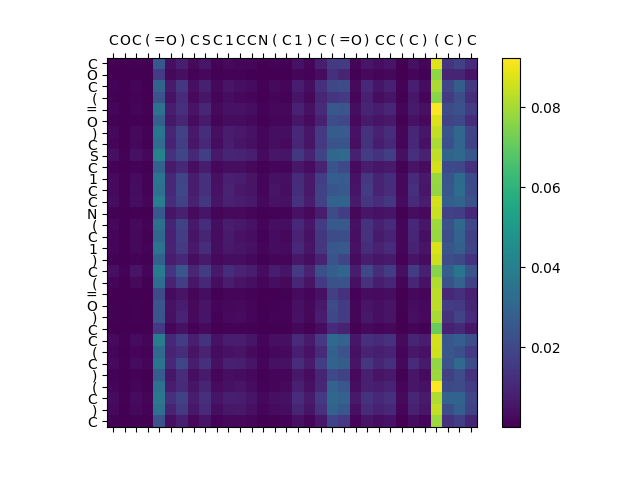 COC(=O)CSC1CCN(C1)C(=O)CC(C)(C)C
C
O
C
(
=
O
)
C
S
C
1
C
C
N
(
C
1
)
C
(
=
O
)
C
C
(
C
)
(
C
)
C
0.08
0.06
0.04
0.02